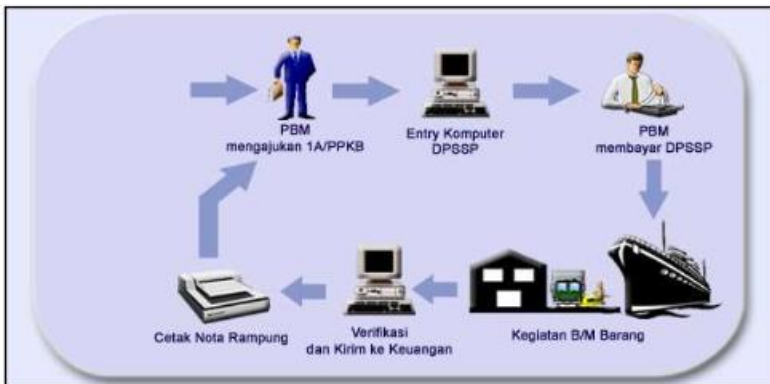 PBM
mengajukan 1A/PPKB
Entry Komputer
DPSSP
PBM
membayar DPSSP
Cetak Nota Rampung
Verifikasi
dan Kirim ke Keuangan
Kegiatan B/M Barang